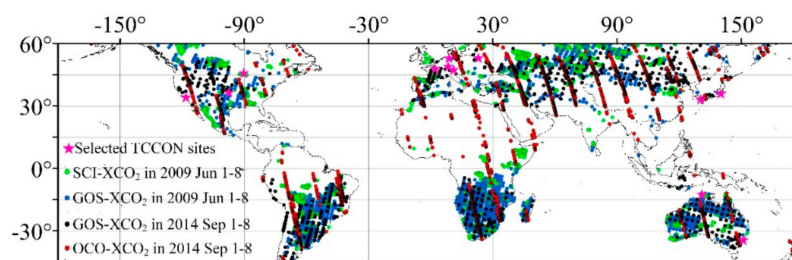 -150° -90° -30° 30° 90° 150°
60°
30°
0°
-30°
Selected TCCON sites
SCI-XCO₂ in 2009 Jun 1-8
GOS-XCO₂ in 2009 Jun 1-8
GOS-XCO₂ in 2014 Sep 1-8
OCO-XCO₂ in 2014 Sep 1-8